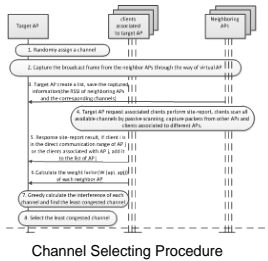 Target AP
clients
associated
to target AP
Neighboring
APs
1. Randomly assign a channel
2. Capture the broadcast frame from the neighbor APs through the way of virtual AP
3. Target AP create a list, save the captured
information(the RSSI of neighboring APs
and the corresponding channels)
4. Target AP request associated clients perform site-report, clients scan all
available channels by passive scanning, capture packets from other APs and
clients associated to different APs.
5. Response site-report result, if client i is
in the direct communication range of AP j
or the clients associated with AP j, add it
to the list of AP j.
6.Calculate the weight factor(W (api, apj))
of each neighbor AP
7. Greedy calculate the interference of each
channel and find the least congested channel.
8. Select the least congested channel
Channel Selecting Procedure